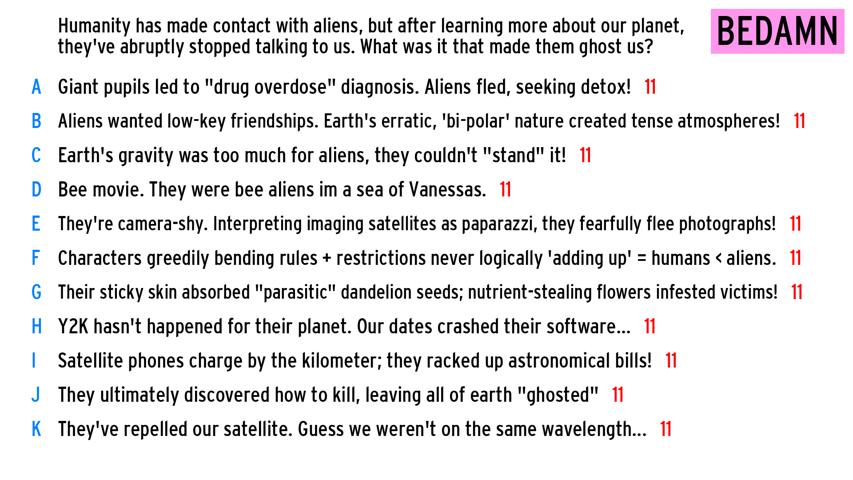 Humanity has made contact with aliens, but after learning more about our planet,
they've abruptly stopped talking to us. What was it that made them ghost us?
BEDAMN
A Giant pupils led to "drug overdose" diagnosis. Aliens fled, seeking detox! 11
B Aliens wanted low-key friendships. Earth's erratic, 'bi-polar' nature created tense atmospheres! 11
C Earth's gravity was too much for aliens, they couldn't "stand" it! 11
D Bee movie. They were bee aliens im a sea of Vanessas. 11
E They're camera-shy. Interpreting imaging satellites as paparazzi, they fearfully flee photographs! 11
F Characters greedily bending rules + restrictions never logically 'adding up' = humans < aliens. 11
G Their sticky skin absorbed "parasitic" dandelion seeds; nutrient-stealing flowers infested victims! 11
H Y2K hasn't happened for their planet. Our dates crashed their software... 11
I Satellite phones charge by the kilometer; they racked up astronomical bills! 11
J They ultimately discovered how to kill, leaving all of earth "ghosted" 11
K They've repelled our satellite. Guess we weren't on the same wavelength... 11